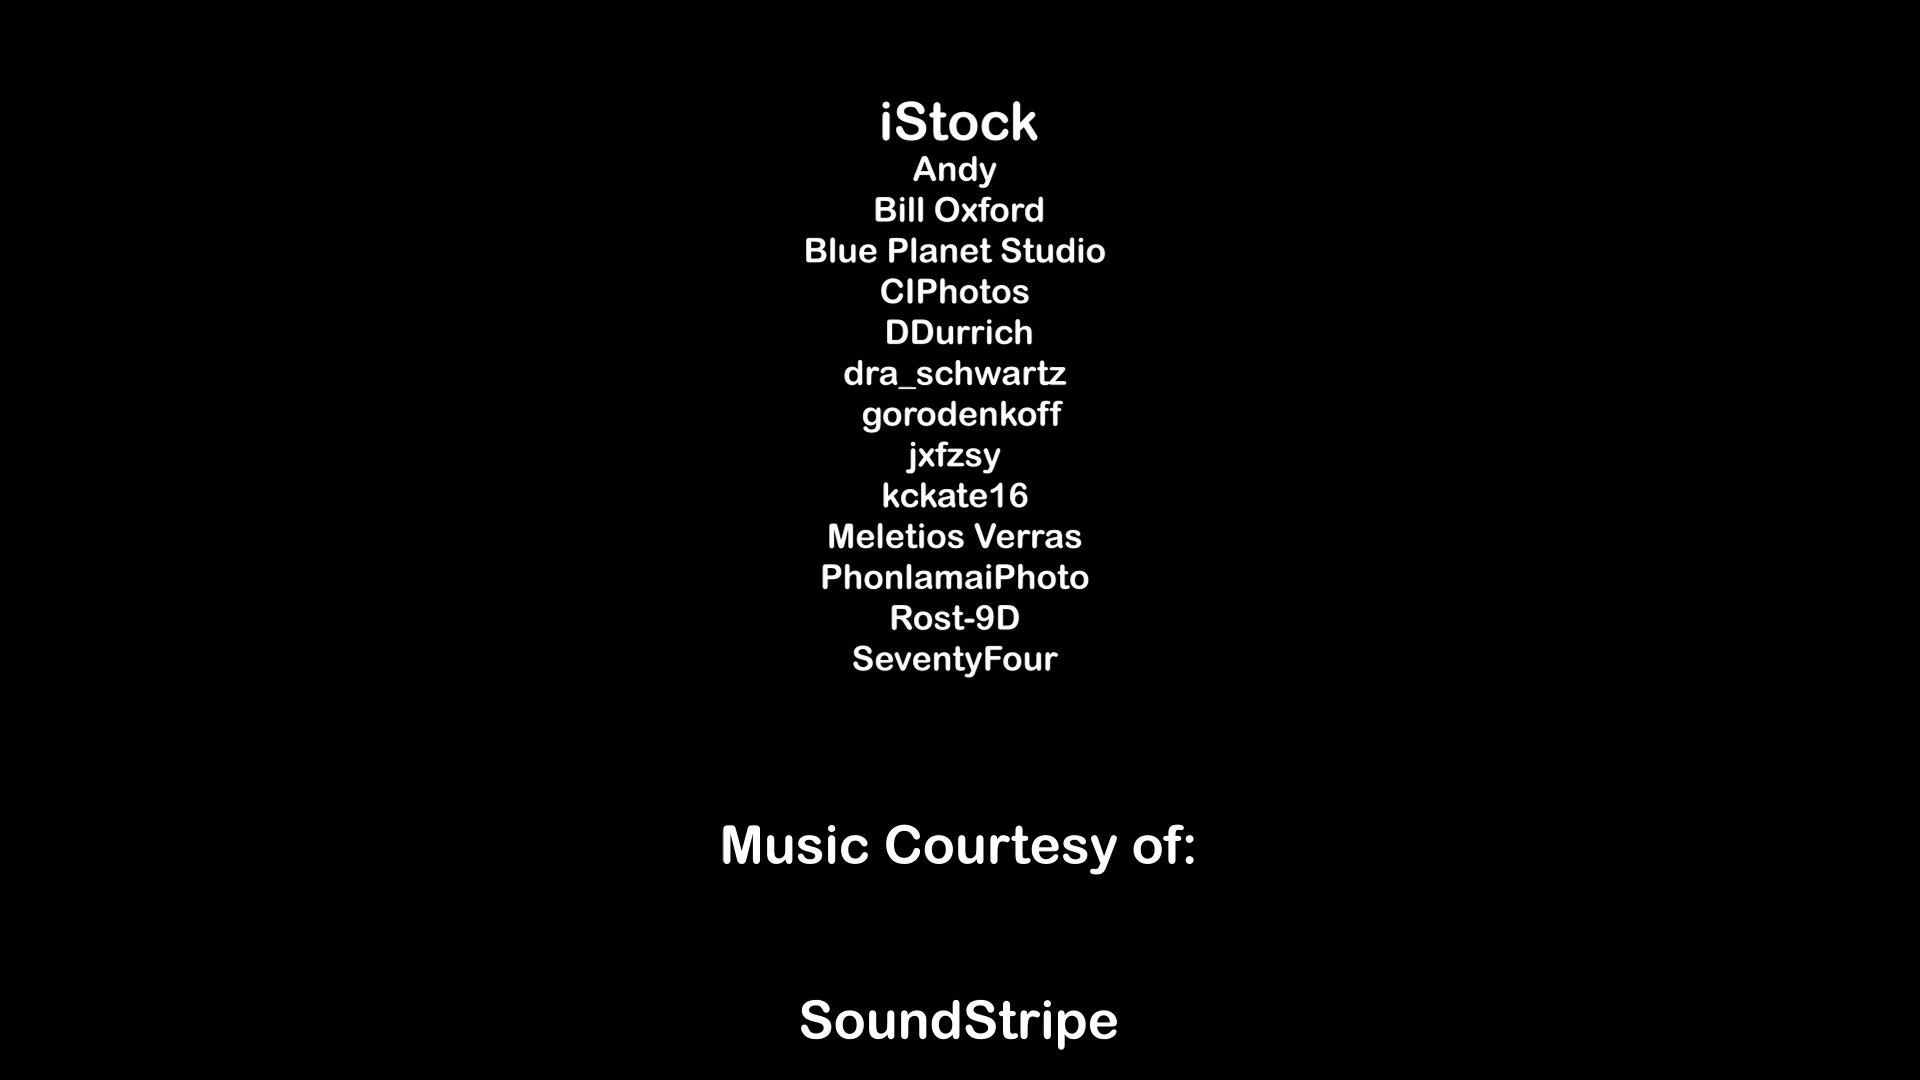 iStock
Andy
Bill Oxford
Blue Planet Studio
CIPhotos
DDurrich
dra_schwartz
gorodenkoff
jxfzsy
kckate16
Meletios Verras
PhonlamaiPhoto
Rost-9D
SeventyFour
Music Courtesy of:
SoundStripe